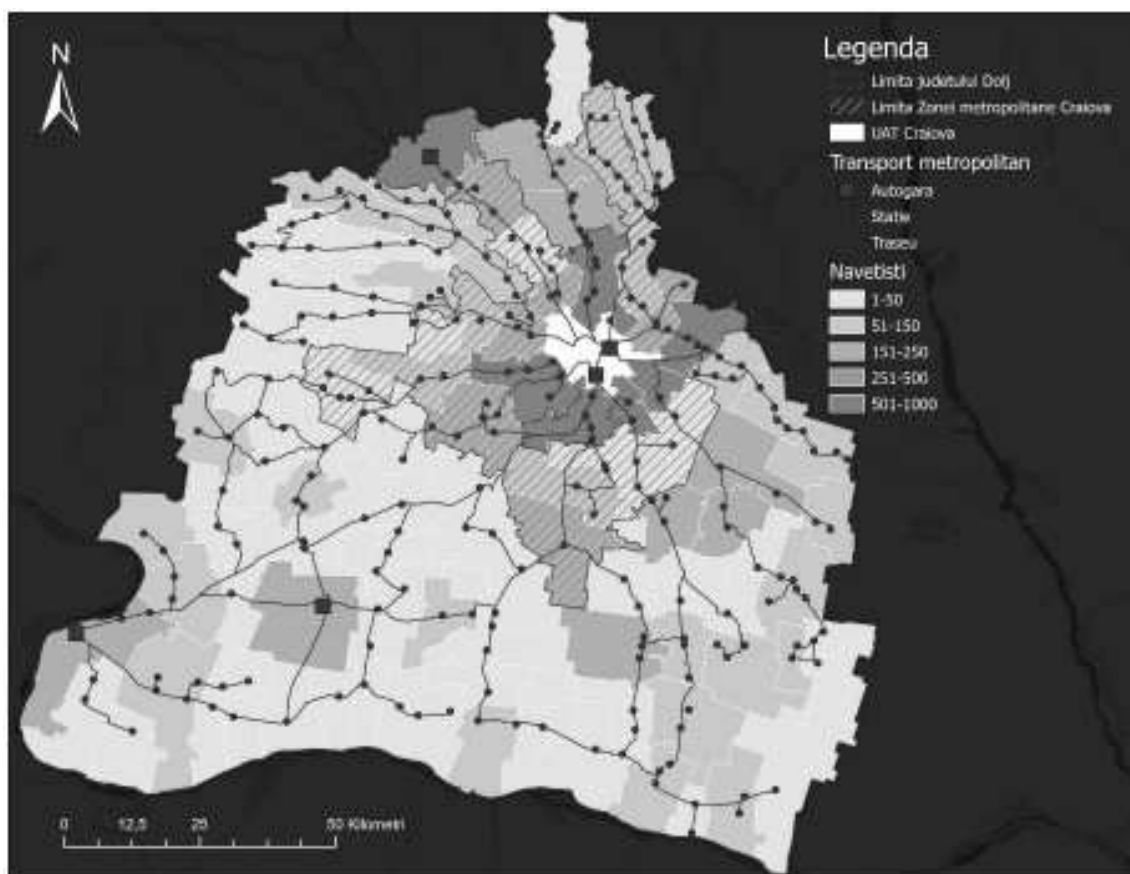 N
Legenda
Limita județului Dolj
Limita Zonei metropolitane Craiova
UAT Craiova
Transport metropolitan
Autogara
Statie
Traseu
Navetisti
1-50
51-150
151-250
251-500
501-1000
0 12,5 25 50 Kilometri